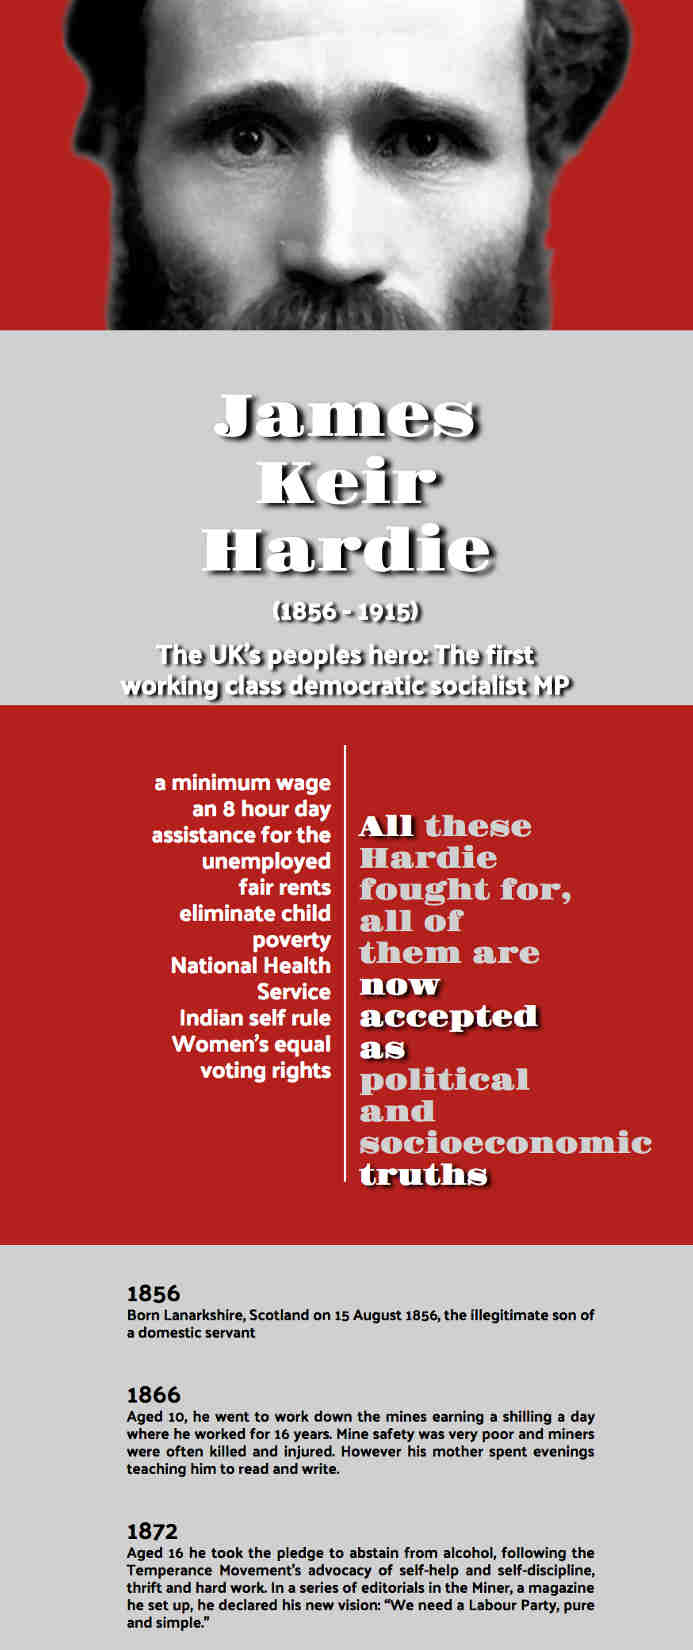 James
Keir
Hardie
(1856 - 1915)
The UK's peoples hero: The first
working class democratic socialist MP
a minimum wage
an 8 hour day
assistance for the
unemployed
fair rents
eliminate child
poverty
National Health
Service
Indian self rule
Women's equal
voting rights
All these
Hardie
fought for,
all of
them are
now
accepted
as
political
and
socioeconomic
truths
1856
Born Lanarkshire, Scotland on 15 August 1856, the illegitimate son of
a domestic servant
1866
Aged 10, he went to work down the mines earning a shilling a day
where he worked for 16 years. Mine safety was very poor and miners
were often killed and injured. However his mother spent evenings
teaching him to read and write.
1872
Aged 16 he took the pledge to abstain from alcohol, following the
Temperance Movement's advocacy of self-help and self-discipline,
thrift and hard work. In a series of editorials in the Miner, a magazine
he set up, he declared his new vision: “We need a Labour Party, pure
and simple.”